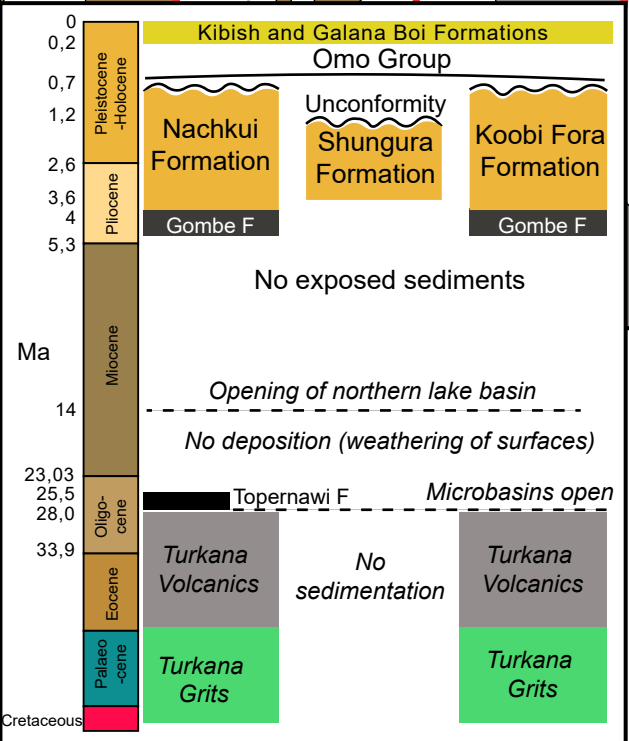 0
0,2
0,7
1,2
2,6
3,6
4
5,3
Ma
14
23,03
25,5
28,0
33,9
Pleistocene
-Holocene
Pliocene
Miocene
Oligo-
cene
Eocene
Palaeo
-cene
Cretaceous
Kibish and Galana Boi Formations
Omo Group
Unconformity
Nachkui
Formation
Shungura
Formation
Koobi Fora
Formation
Gombe F
Gombe F
No exposed sediments
Opening of northern lake basin
No deposition (weathering of surfaces)
Topernawi F
Microbasins open
Turkana
Volcanics
No
sedimentation
Turkana
Volcanics
Turkana
Grits
Turkana
Grits